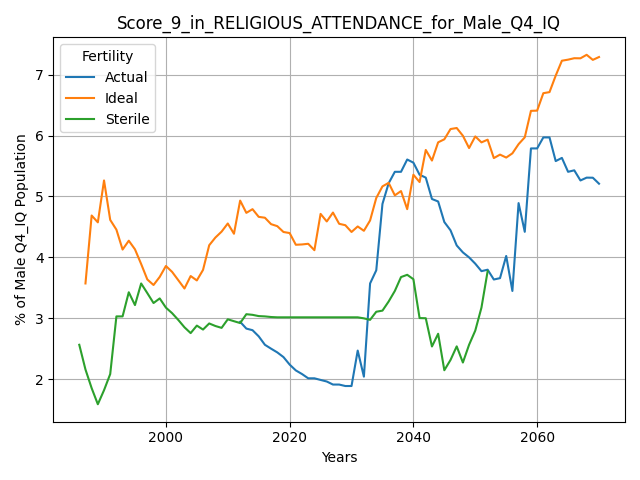 Score_9_in_RELIGIOUS_ATTENDANCE_for_Male_Q4_IQ
Fertility
Actual
Ideal
Sterile
7
6
5
4
3
2
% of Male Q4_IQ Population
2000 2020 2040 2060
Years